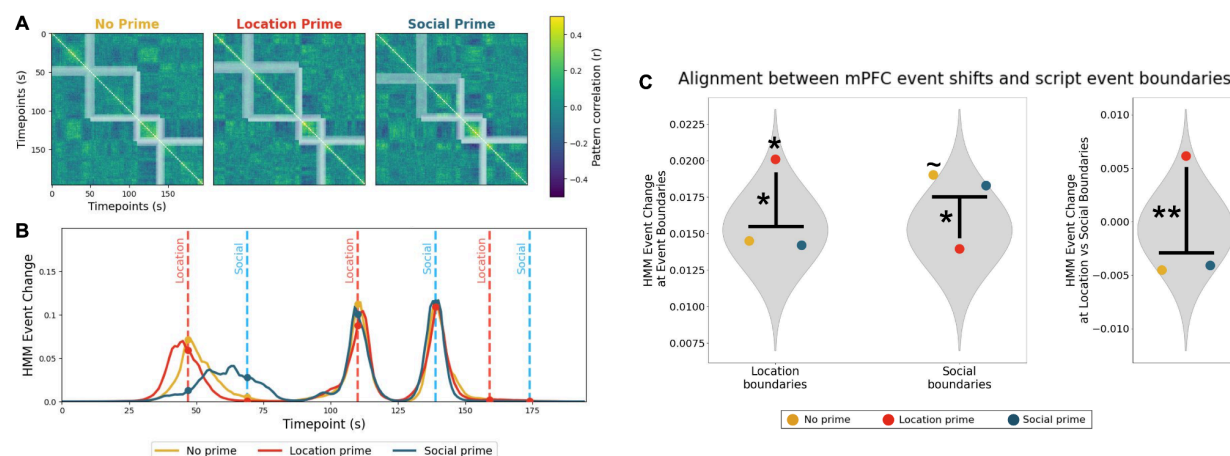 A
No Prime
Location Prime
Social Prime
0
50
100
150
Timepoints (s)
0
50
100
150
Timepoints (s)
0.4
0.2
0.0
−0.2
−0.4
Pattern correlation (r)
B
Location
Social
Location
Social
Location
Social
0.15
0.10
0.05
0.0
HMM Event Change
0
25
50
75
100
125
150
175
Timepoint (s)
No prime
Location prime
Social prime
C
Alignment between mPFC event shifts and script event boundaries
0.0225
0.0200
0.0175
0.0150
0.0125
0.0100
0.0075
HMM Event Change
at Event Boundaries
*
*
~
*
Location
boundaries
Social
boundaries
0.010
0.005
0.000
−0.005
−0.010
HMM Event Change
at Location vs Social Boundaries
**
No prime
Location prime
Social prime